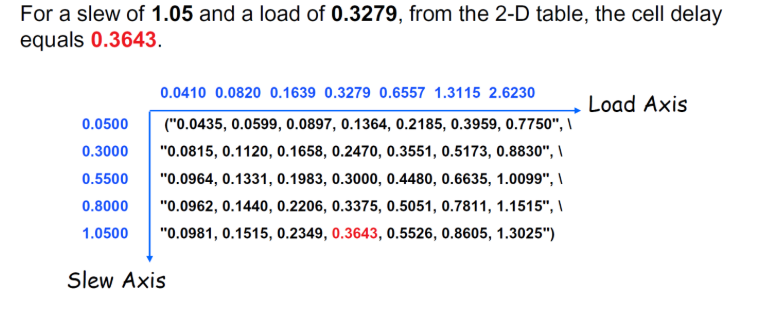 For a slew of 1.05 and a load of 0.3279, from the 2-D table, the cell delay
equals 0.3643.
0.0410 0.0820 0.1639 0.3279 0.6557 1.3115 2.6230
Load Axis
0.0500 ("0.0435, 0.0599, 0.0897, 0.1364, 0.2185, 0.3959, 0.7750", \
0.3000 "0.0815, 0.1120, 0.1658, 0.2470, 0.3551, 0.5173, 0.8830", \
0.5500 "0.0964, 0.1331, 0.1983, 0.3000, 0.4480, 0.6635, 1.0099", \
0.8000 "0.0962, 0.1440, 0.2206, 0.3375, 0.5051, 0.7811, 1.1515", \
1.0500 "0.0981, 0.1515, 0.2349, 0.3643, 0.5526, 0.8605, 1.3025")
Slew Axis